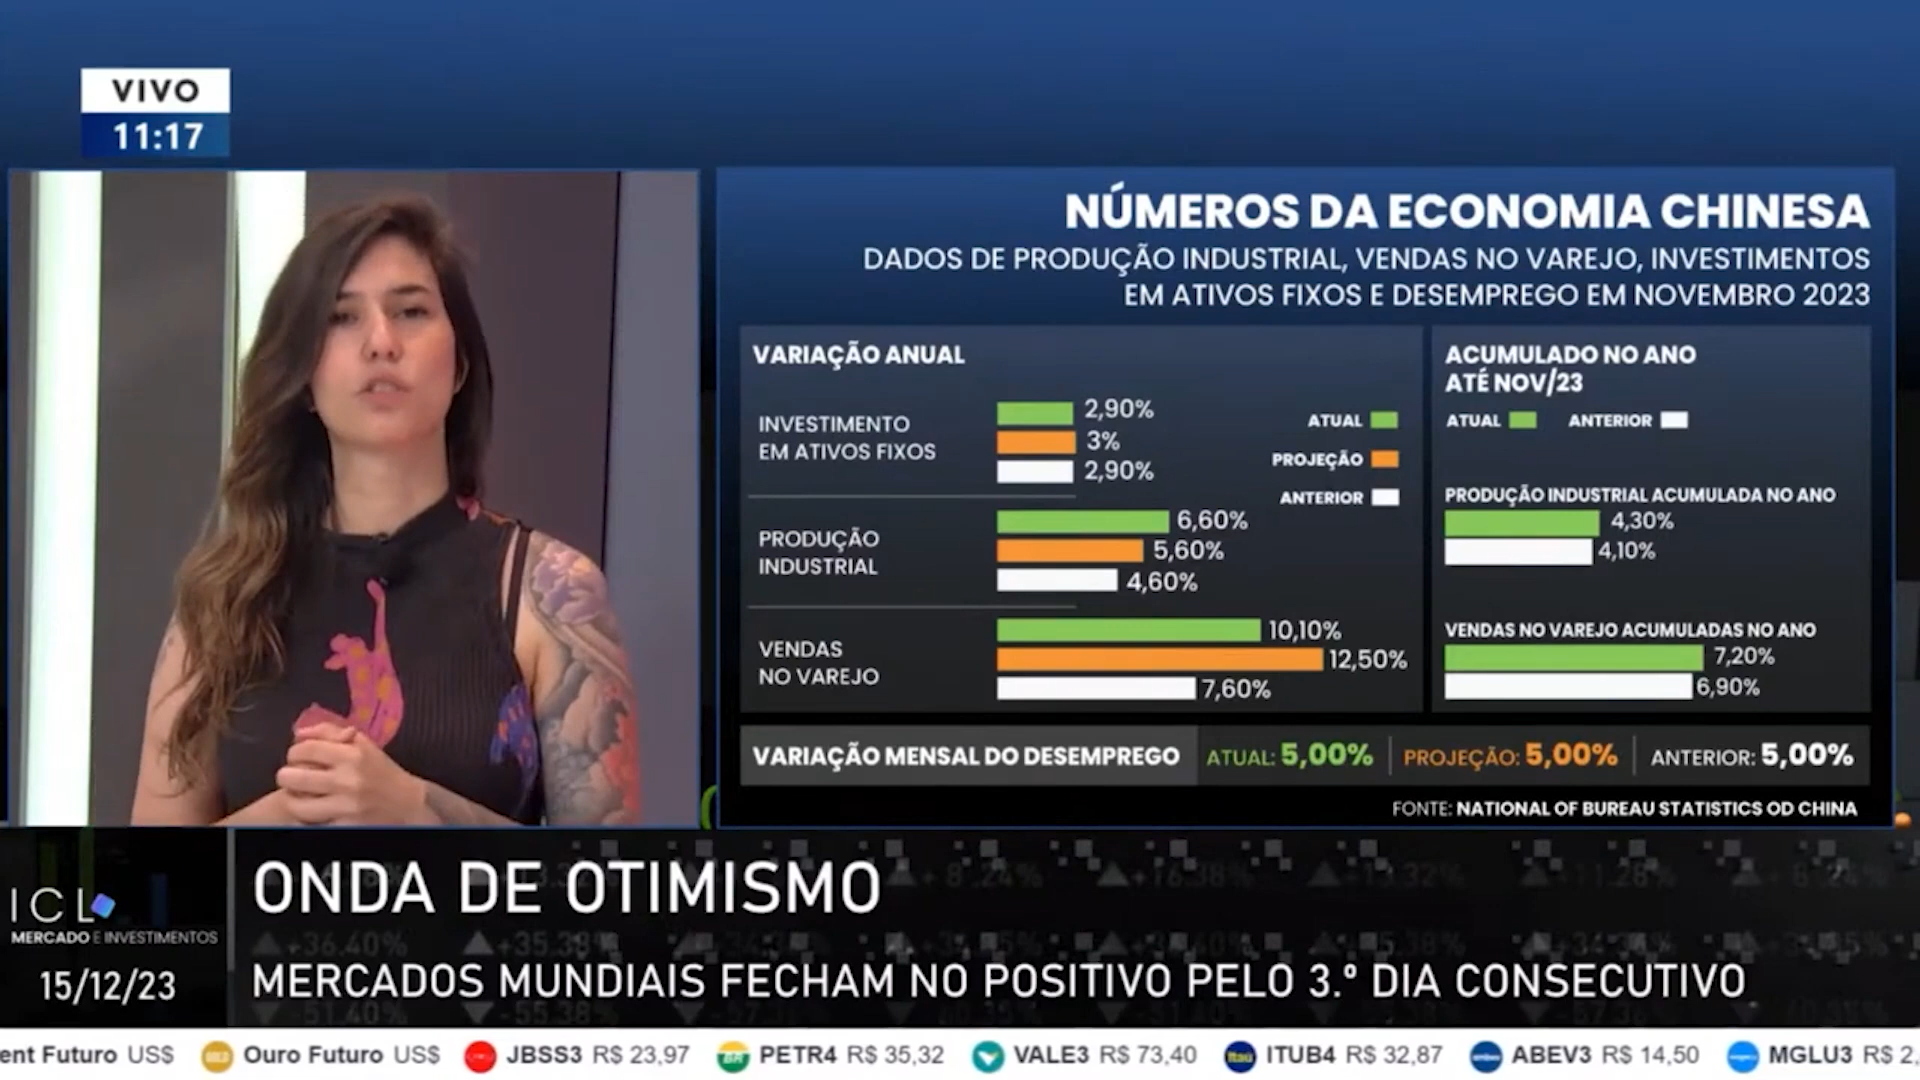 VIVO
11:17
NÚMEROS DA ECONOMIA CHINESA
DADOS DE PRODUÇÃO INDUSTRIAL, VENDAS NO VAREJO, INVESTIMENTOS
EM ATIVOS FIXOS E DESEMPREGO EM NOVEMBRO 2023
VARIAÇÃO ANUAL
INVESTIMENTO
EM ATIVOS FIXOS
2,90%
3%
2,90%
ATUAL
PROJEÇÃO
ANTERIOR
PRODUÇÃO
INDUSTRIAL
6,60%
5,60%
4,60%
VENDAS
NO VAREJO
10,10%
12,50%
7,60%
ACUMULADO NO ANO
ATÉ NOV/23
ATUAL ANTERIOR
PRODUÇÃO INDUSTRIAL ACUMULADA NO ANO
4,30%
4,10%
VENDAS NO VAREJO ACUMULADAS NO ANO
7,20%
6,90%
VARIAÇÃO MENSAL DO DESEMPREGO ATUAL: 5,00% PROJEÇÃO: 5,00% ANTERIOR: 5,00%
FONTE: NATIONAL OF BUREAU STATISTICS OD CHINA
ICL
MERCADO E INVESTIMENTOS
15/12/23
ONDA DE OTIMISMO
MERCADOS MUNDIAIS FECHAM NO POSITIVO PELO 3.º DIA CONSECUTIVO
ent Futuro US$ Ouro Futuro US$ JBSS3 R$ 23,97 PETR4 R$ 35,32 VALE3 R$ 73,40 ITUB4 R$ 32,87 ABEV3 R$ 14,50 MGLU3 R$ 2,